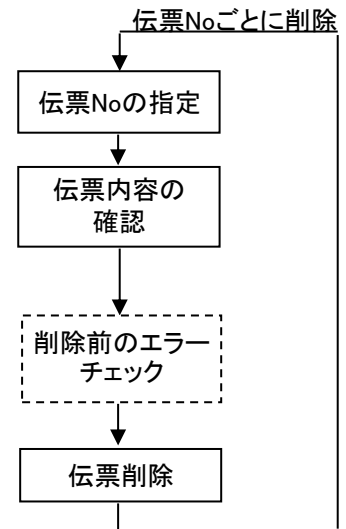 伝票Noごとに削除
伝票Noの指定
伝票内容の
確認
削除前のエラー
チェック
伝票削除